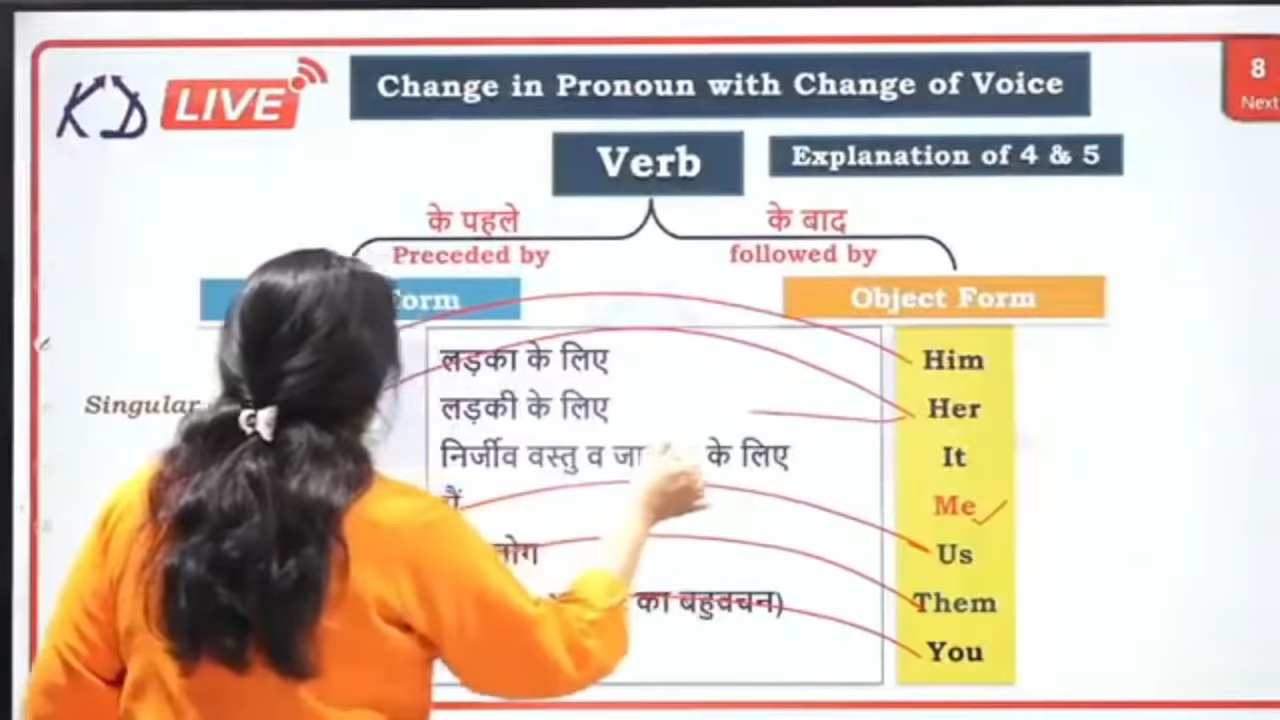 KD LIVE
Change in Pronoun with Change of Voice
8
Next
Verb
Explanation of 4 & 5
के पहले
के बाद
Preceded by
followed by
Form
Object Form
लड़का के लिए
Him
Singular
लड़की के लिए
Her
निर्जीव वस्तु व के लिए
It
Me
लोग
Us
का बहुवचन)
Them
You